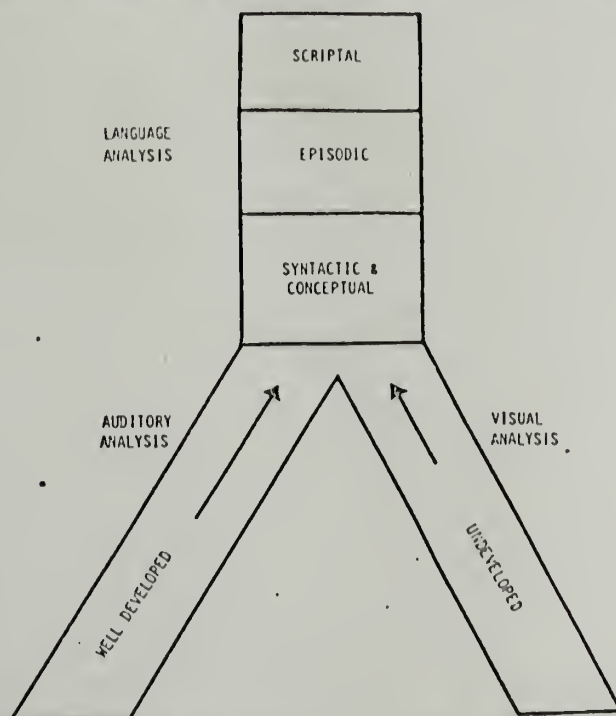 SCRIPTAL
LANGUAGE
ANALYSIS
EPISODIC
SYNTACTIC &
CONCEPTUAL
AUDITORY
ANALYSIS
VISUAL
ANALYSIS
WELL DEVELOPED
UNDEVELOPED